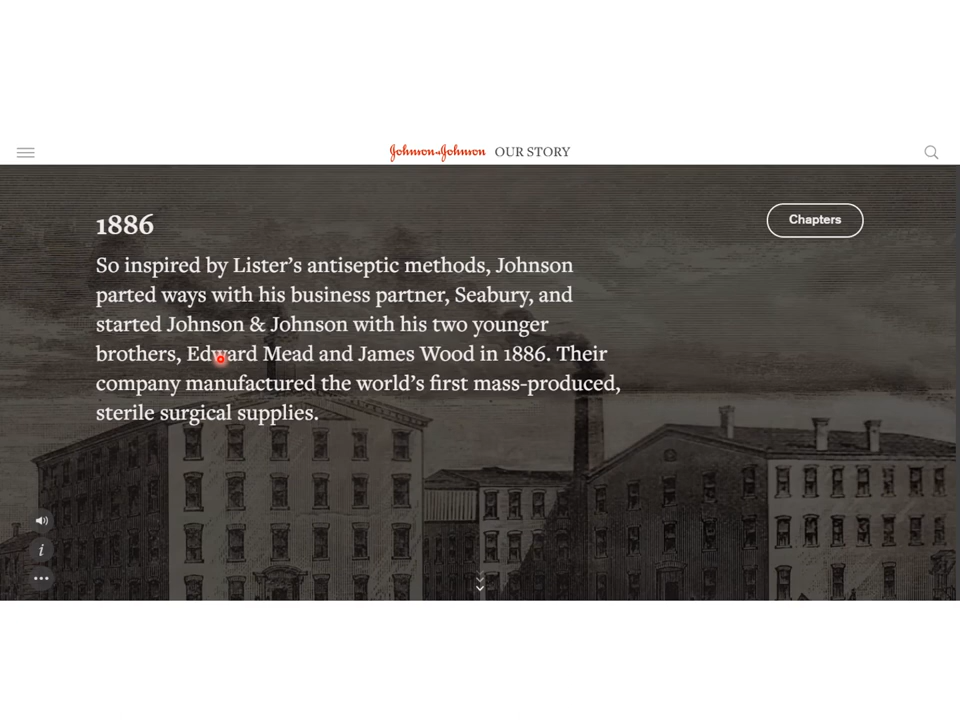 Johnson & Johnson OUR STORY
1886
Chapters
So inspired by Lister's antiseptic methods, Johnson
parted ways with his business partner, Seabury, and
started Johnson & Johnson with his two younger
brothers, Edward Mead and James Wood in 1886. Their
company manufactured the world's first mass-produced,
sterile surgical supplies.
i